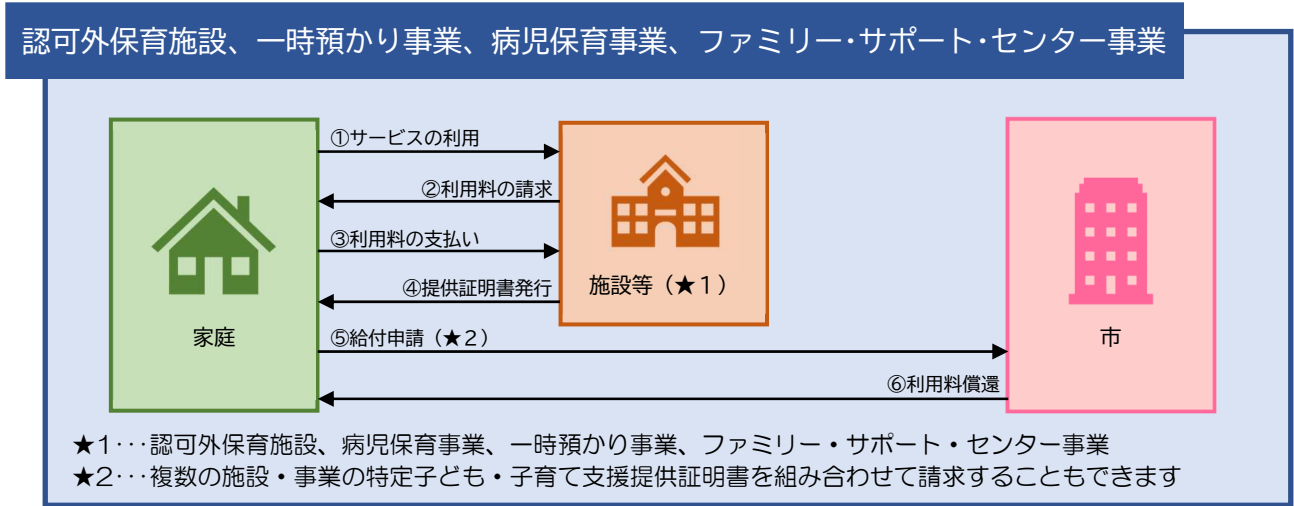 認可外保育施設、一時預かり事業、病児保育事業、ファミリー・サポート・センター事業
①サービスの利用
②利用料の請求
③利用料の支払い
④提供証明書発行
施設等（★１）
家庭
⑤給付申請（★２）
市
⑥利用料償還
★１･･･認可外保育施設、病児保育事業、一時預かり事業、ファミリー・サポート・センター事業
★２･･･複数の施設・事業の特定子ども・子育て支援提供証明書を組み合わせて請求することもできます